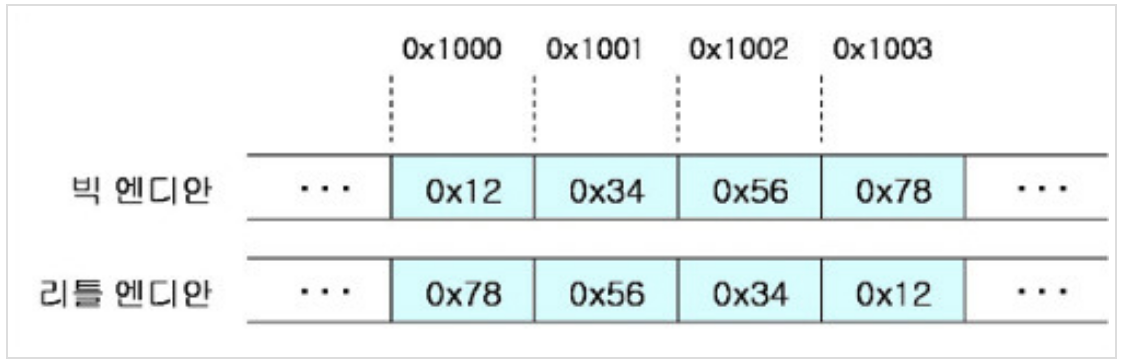 0x1000 0x1001 0x1002 0x1003
빅 엔디안 ··· 0x12 0x34 0x56 0x78 ···
리틀 엔디안 ··· 0x78 0x56 0x34 0x12 ···